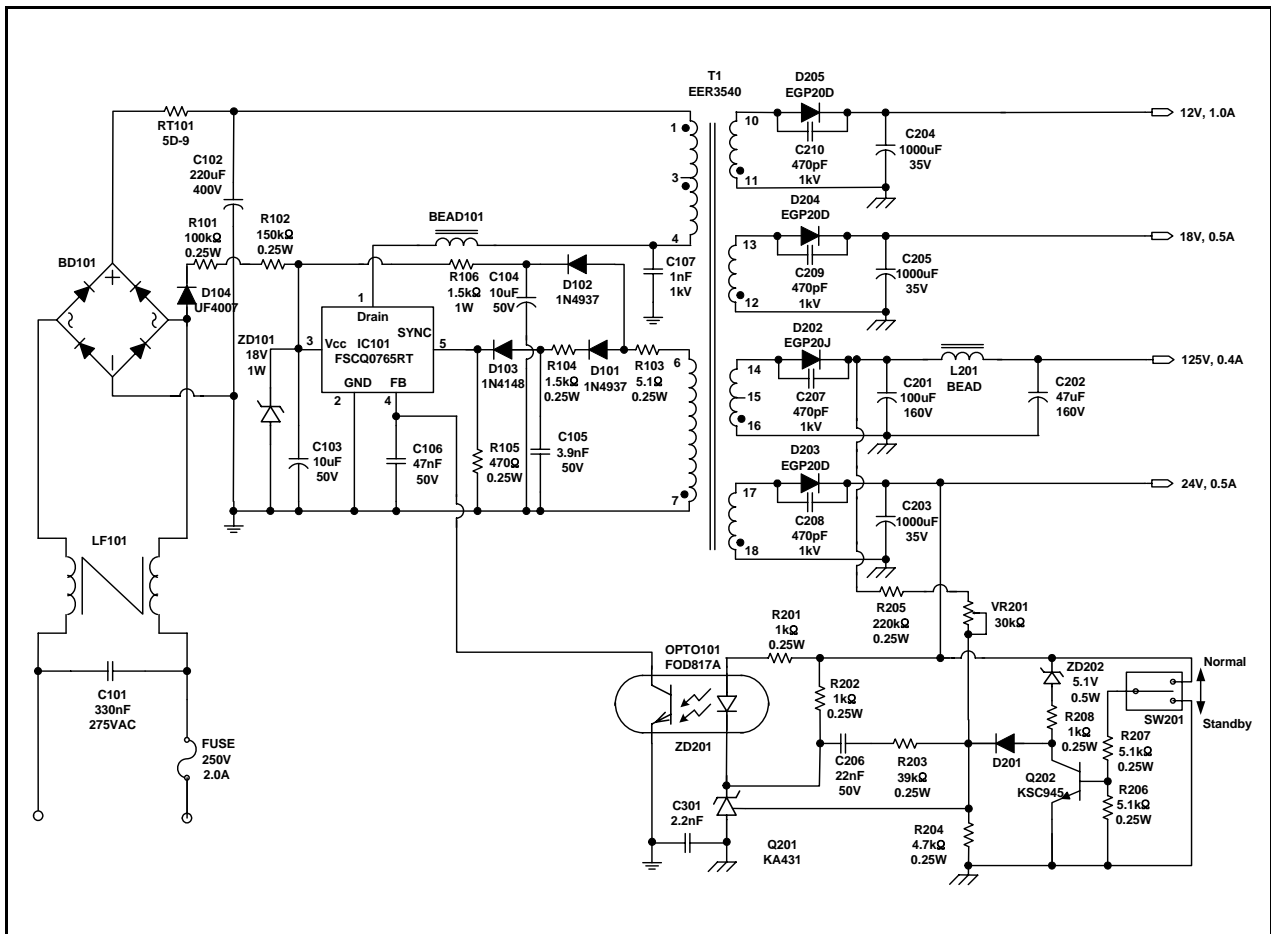 T1
EER3540
D205
EGP20D
12V, 1.0A
RT101
5D-9
1
10
C210
470pF
1kV
C204
1000uF
35V
C102
220uF
400V
3
11
D204
EGP20D
BEAD101
4
13
18V, 0.5A
R101
100kΩ
0.25W
R102
150kΩ
0.25W
BD101
D104
UF4007
R106
1.5kΩ
1W
C104
10uF
50V
D102
1N4937
C107
1nF
1kV
C209
470pF
1kV
C205
1000uF
35V
12
1
Drain
SYNC
ZD101
18V
1W
3
Vcc
IC101
FSCQ0765RT
5
GND
FB
2
4
D103
1N4148
R104
1.5kΩ
0.25W
D101
1N4937
R103
5.1Ω
0.25W
6
D202
EGP20J
14
125V, 0.4A
L201
BEAD
15
C207
470pF
1kV
C201
100uF
160V
C202
47uF
160V
16
C103
10uF
50V
C106
47nF
50V
R105
470Ω
0.25W
C105
3.9nF
50V
7
D203
EGP20D
17
24V, 0.5A
C208
470pF
1kV
C203
1000uF
35V
18
LF101
R205
220kΩ
0.25W
VR201
30kΩ
R201
1kΩ
0.25W
OPTO101
FOD817A
Normal
ZD202
5.1V
0.5W
SW201
Standby
C101
330nF
275VAC
R202
1kΩ
0.25W
R208
1kΩ
0.25W
R207
5.1kΩ
0.25W
FUSE
250V
2.0A
ZD201
C206
22nF
50V
R203
39kΩ
0.25W
D201
Q202
KSC945
R206
5.1kΩ
0.25W
C301
2.2nF
Q201
KA431
R204
4.7kΩ
0.25W